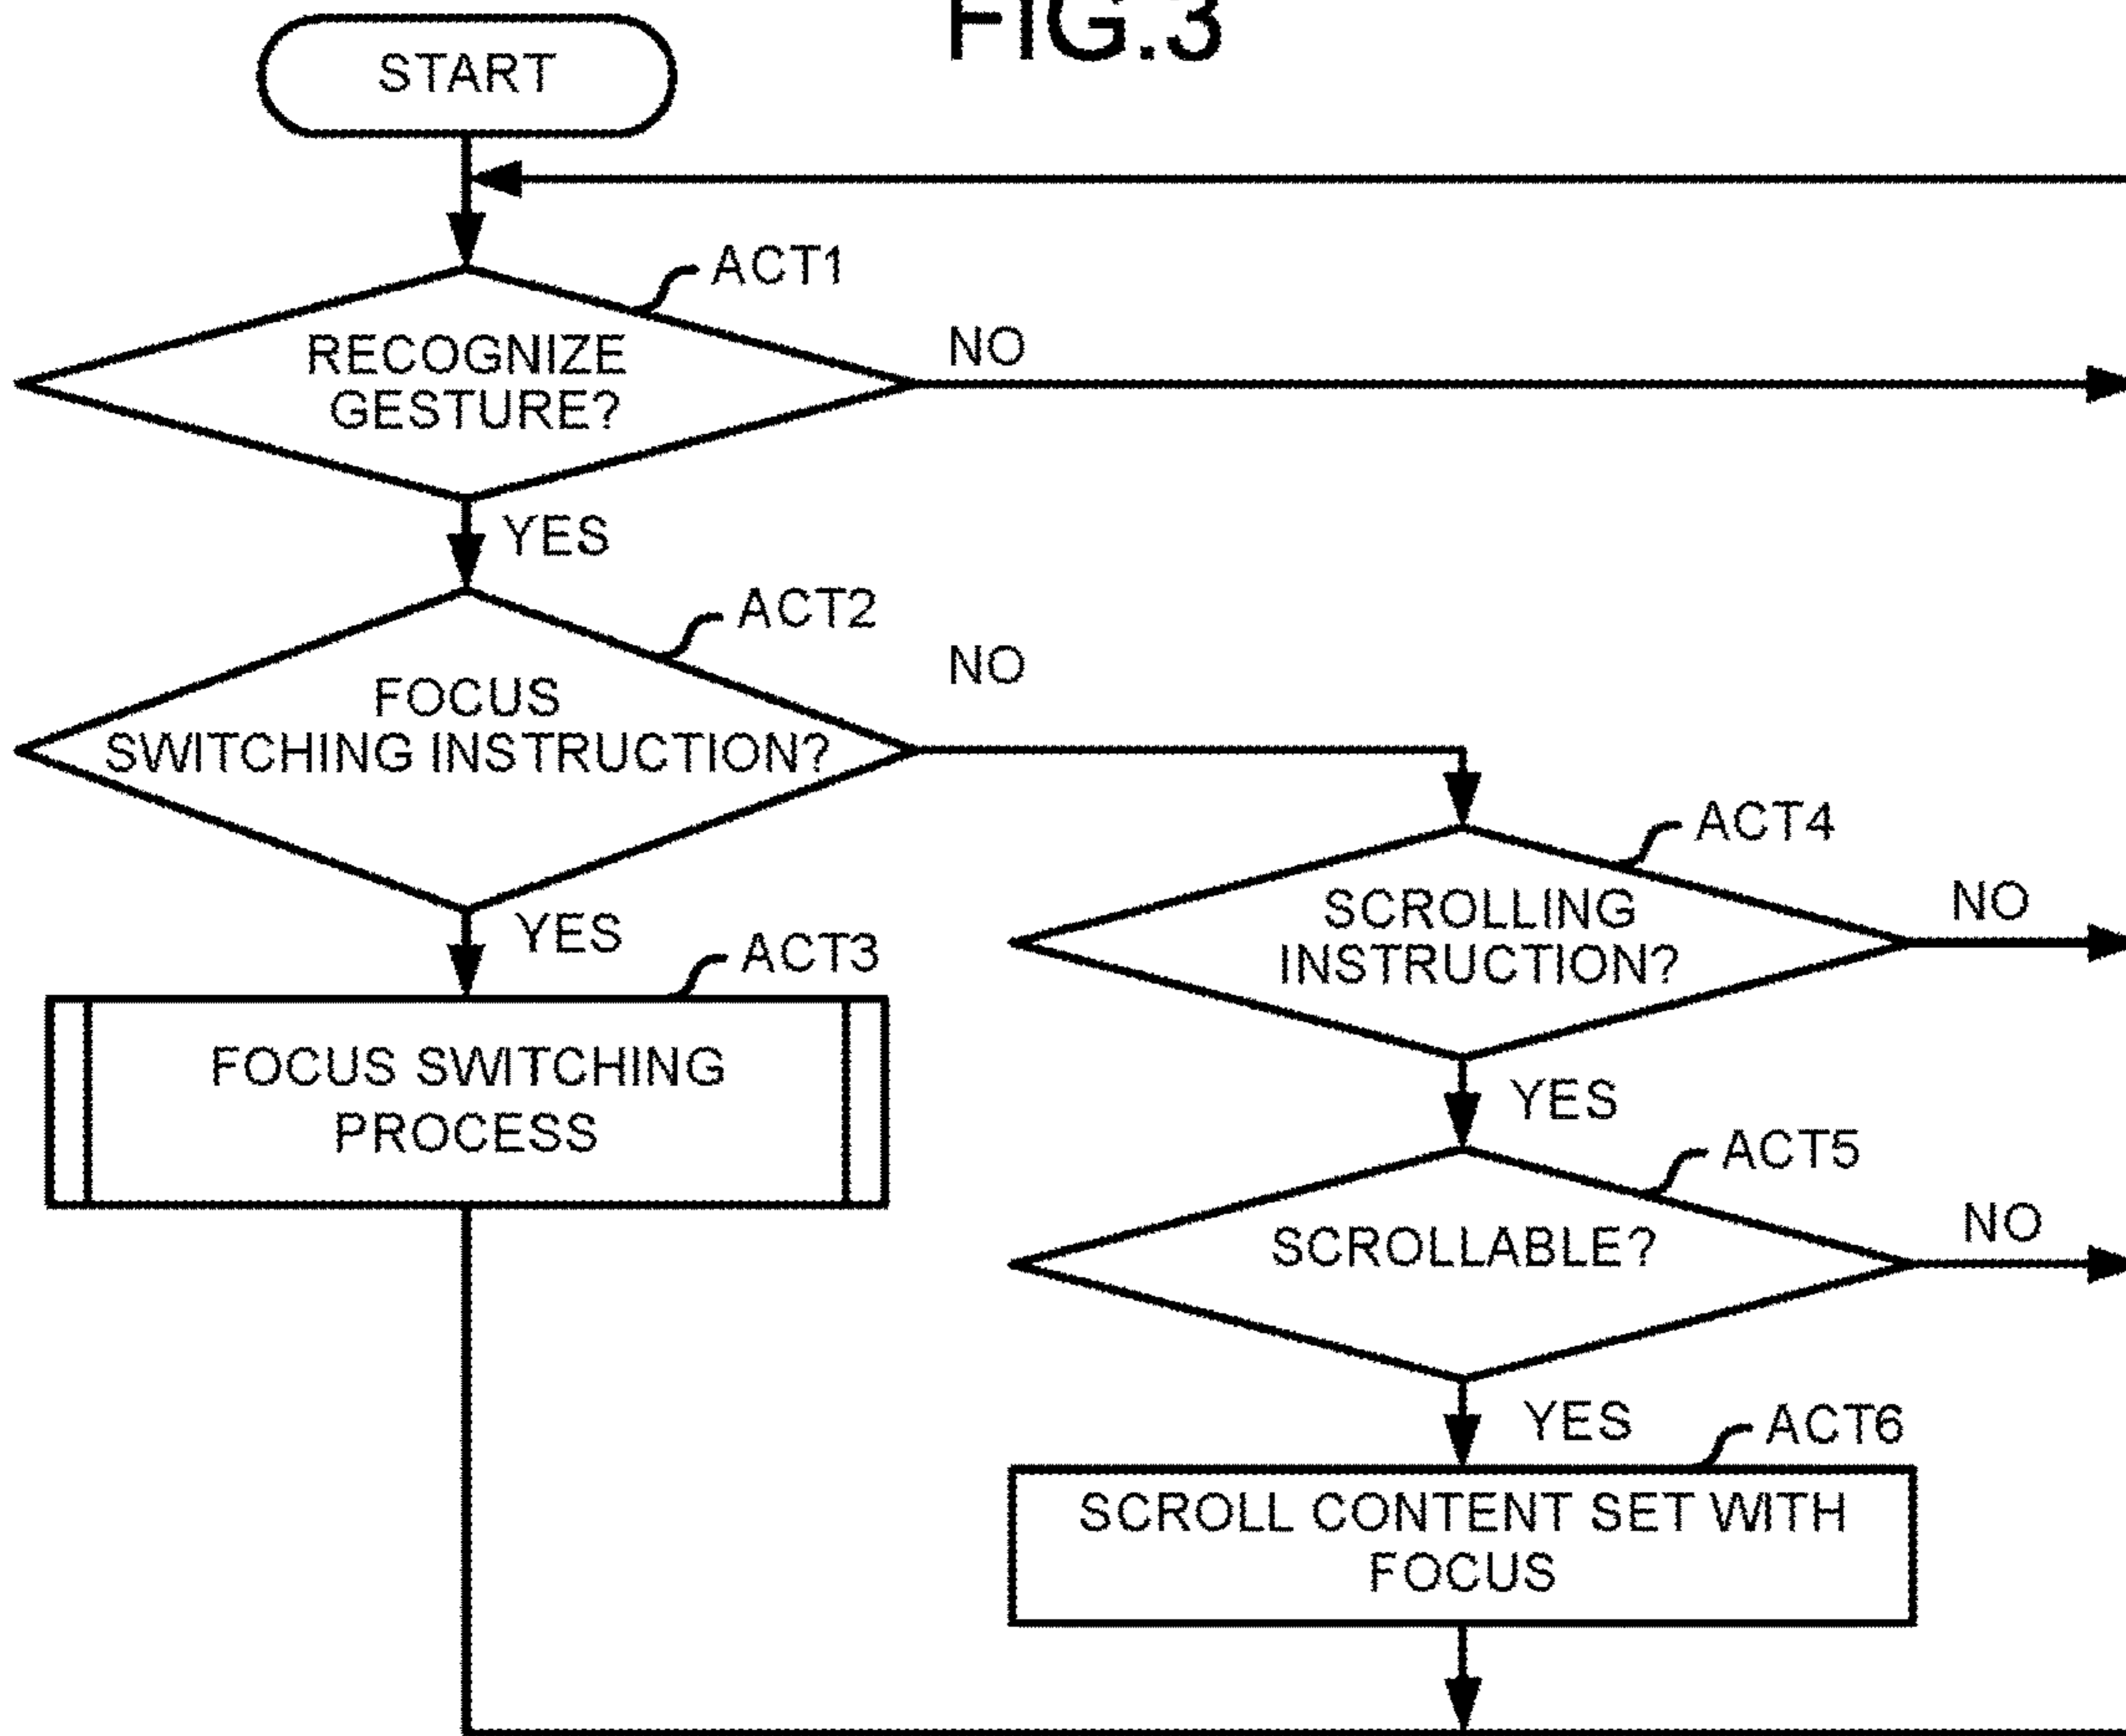 FIG.3
START
ACT1
RECOGNIZE
GESTURE?
NO
YES
ACT2
FOCUS
SWITCHING INSTRUCTION?
NO
YES
ACT3
FOCUS SWITCHING
PROCESS
ACT4
SCROLLING
INSTRUCTION?
NO
YES
ACT5
SCROLLABLE?
NO
YES
ACT6
SCROLL CONTENT SET WITH
FOCUS